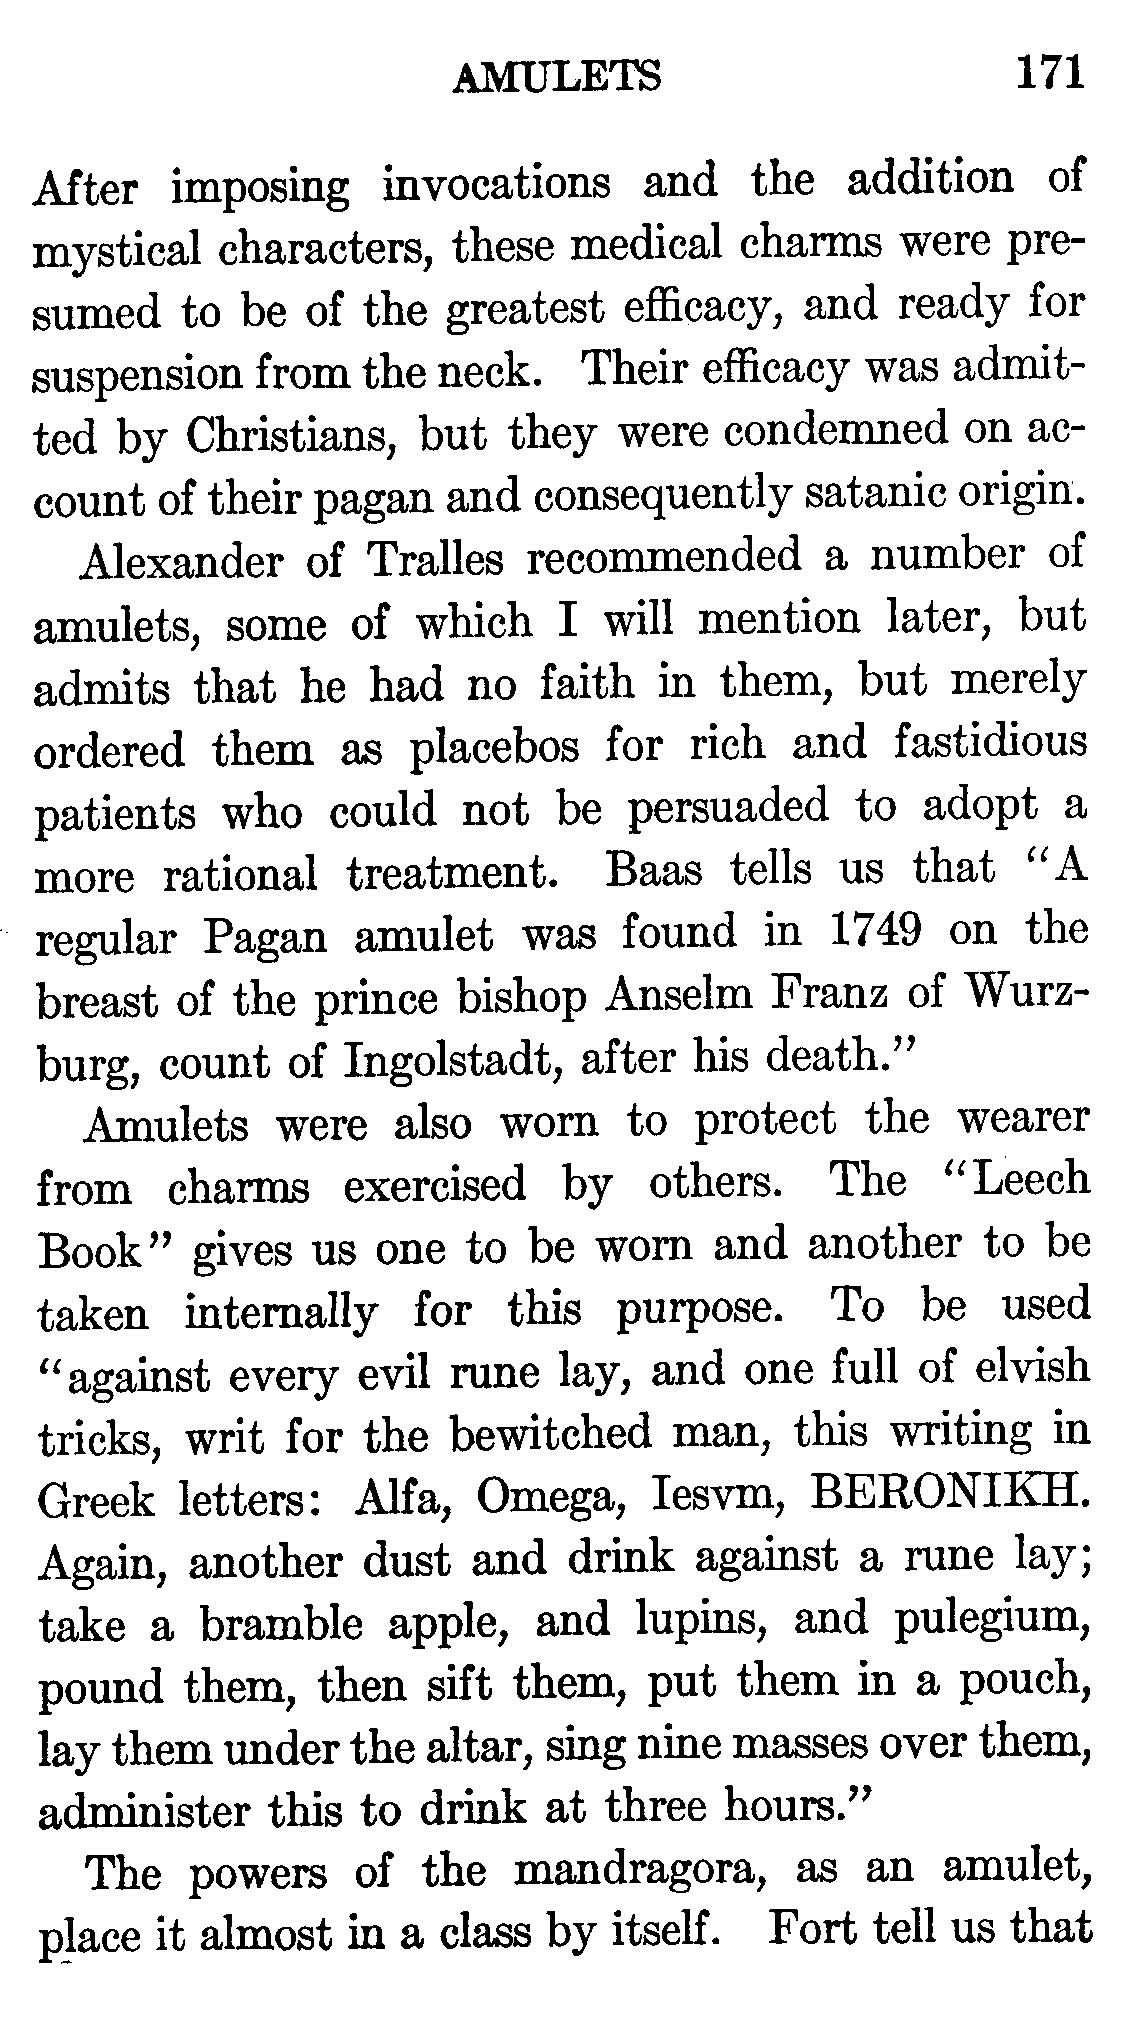 AMULETS 171
After imposing invocations and the addition of
mystical characters, these medical charms were pre-
sumed to be of the greatest efficacy, and ready for
suspension from the neck. Their efficacy was admit-
ted by Christians, but they were condemned on ac-
count of their pagan and consequently satanic origin.
Alexander of Tralles recommended a number of
amulets, some of which I will mention later, but
admits that he had no faith in them, but merely
ordered them as placebos for rich and fastidious
patients who could not be persuaded to adopt a
more rational treatment. Baas tells us that "A
regular Pagan amulet was found in 1749 on the
breast of the prince bishop Anselm Franz of Wurz-
burg, count of Ingolstadt, after his death."
Amulets were also worn to protect the wearer
from charms exercised by others. The "Leech
Book" gives us one to be worn and another to be
taken internally for this purpose. To be used
"against every evil rune lay, and one full of elvish
tricks, writ for the bewitched man, this writing in
Greek letters: Alfa, Omega, Iesvm, BERONIKH.
Again, another dust and drink against a rune lay;
take a bramble apple, and lupins, and pulegium,
pound them, then sift them, put them in a pouch,
lay them under the altar, sing nine masses over them,
administer this to drink at three hours."
The powers of the mandragora, as an amulet,
place it almost in a class by itself. Fort tell us that